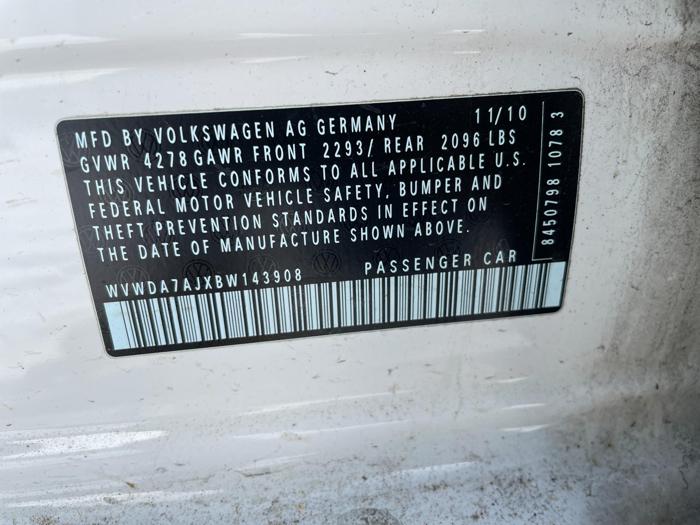 MFD BY VOLKSWAGEN AG GERMANY 11/10
GVWR 4278 GAWR FRONT 2293/ REAR 2096 LBS
THIS VEHICLE CONFORMS TO ALL APPLICABLE U.S.
FEDERAL MOTOR VEHICLE SAFETY, BUMPER AND
THEFT PREVENTION STANDARDS IN EFFECT ON
THE DATE OF MANUFACTURE SHOWN ABOVE.
WVWDA7AJXBW143908 PASSENGER CAR
8450798 1078 3